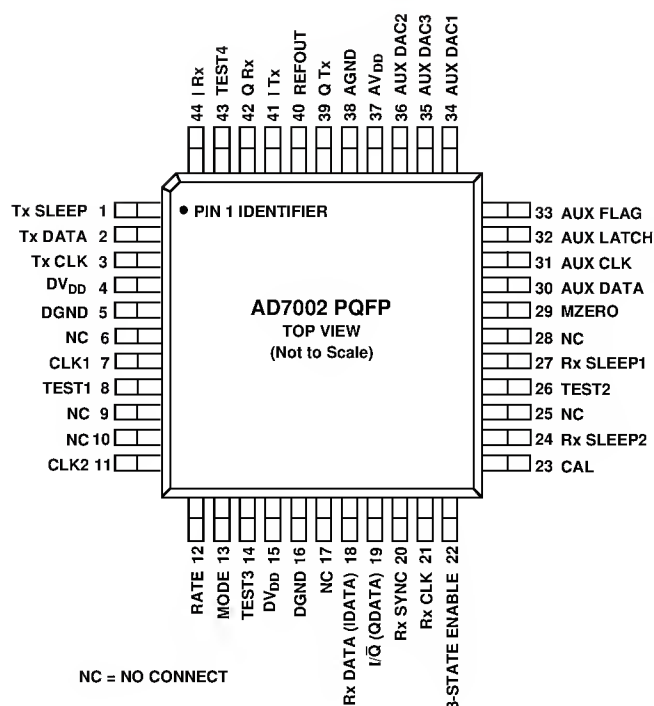 44 I Rx
43 TEST4
42 Q Rx
41 I Tx
40 REFOUT
39 Q Tx
38 AGND
37 AVDD
36 AUX DAC2
35 AUX DAC3
34 AUX DAC1
Tx SLEEP 1
Tx DATA 2
Tx CLK 3
DVDD 4
DGND 5
NC 6
CLK1 7
TEST1 8
NC 9
NC 10
CLK2 11
● PIN 1 IDENTIFIER
AD7002 PQFP
TOP VIEW
(Not to Scale)
33 AUX FLAG
32 AUX LATCH
31 AUX CLK
30 AUX DATA
29 MZERO
28 NC
27 Rx SLEEP1
26 TEST2
25 NC
24 Rx SLEEP2
23 CAL
RATE 12
MODE 13
TEST3 14
DVDD 15
DGND 16
NC 17
Rx DATA (IDATA) 18
I/Q̅ (QDATA) 19
Rx SYNC 20
Rx CLK 21
3-STATE ENABLE 22
NC = NO CONNECT